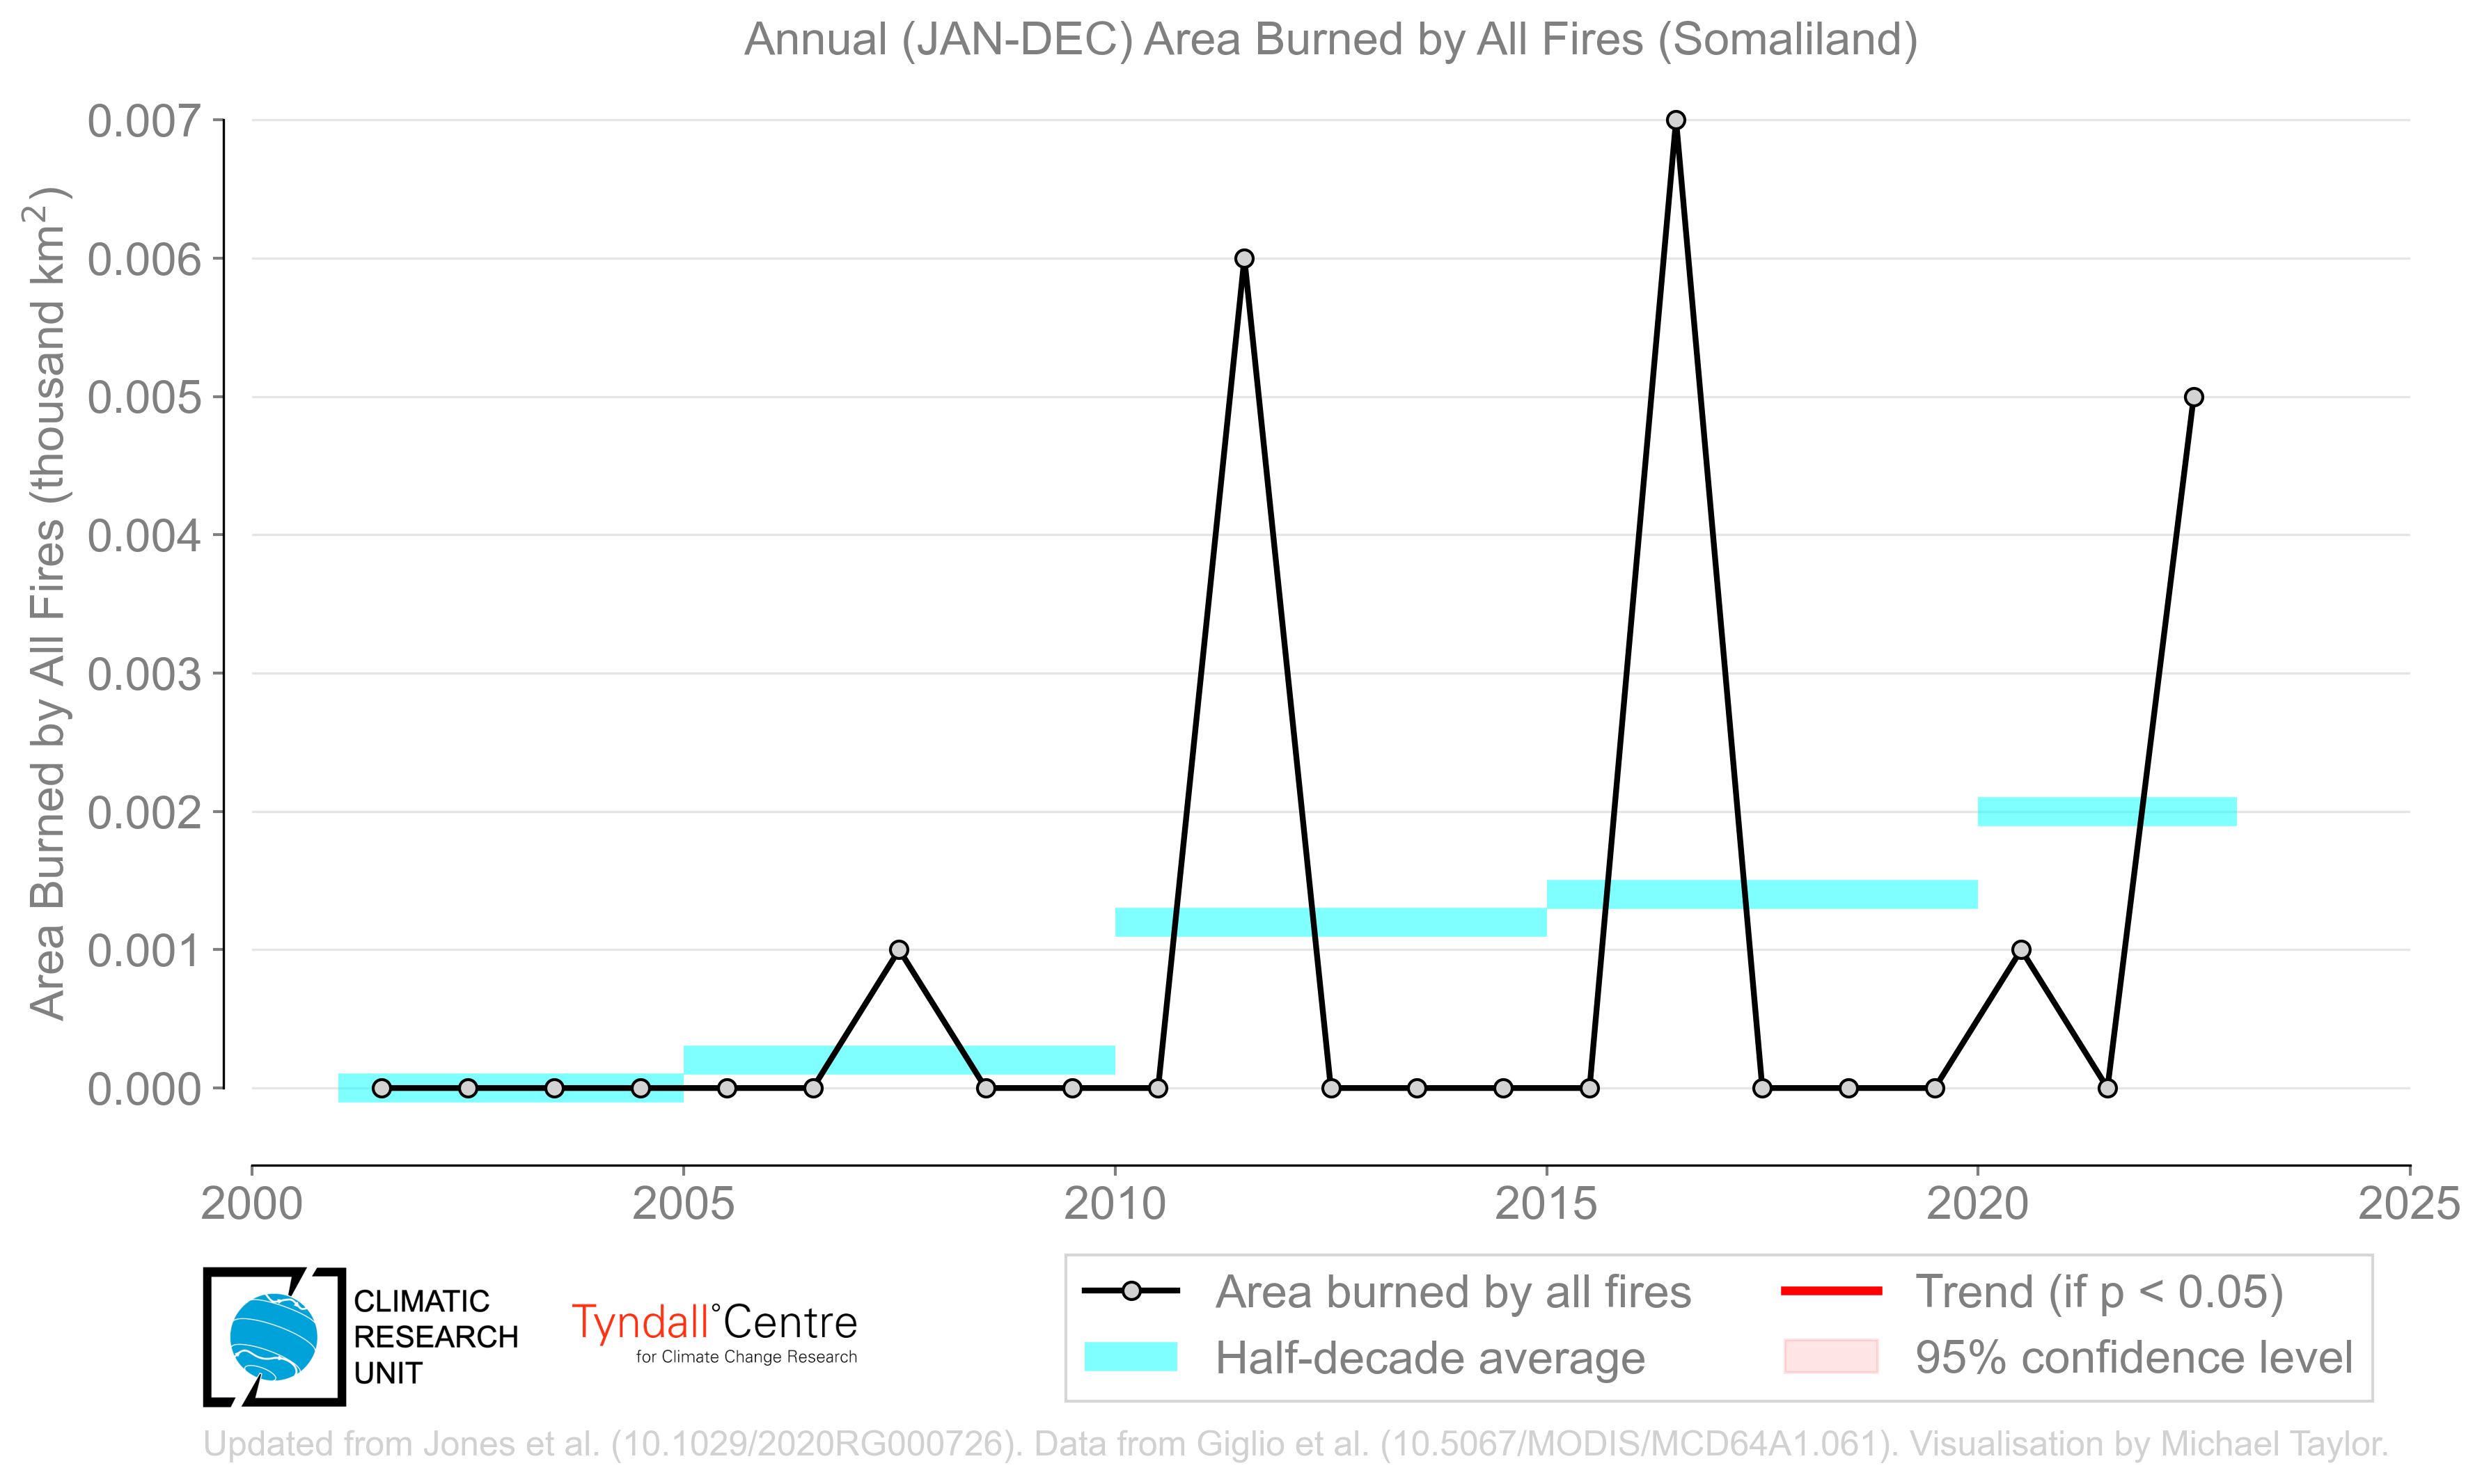 Annual (JAN-DEC) Area Burned by All Fires (Somaliland)
Area Burned by All Fires (thousand km²)
0.007
0.006
0.005
0.004
0.003
0.002
0.001
0.000
2000 2005 2010 2015 2020 2025
CLIMATIC
RESEARCH
UNIT
Tyndall°Centre
for Climate Change Research
Area burned by all fires
Half-decade average
Trend (if p < 0.05)
95% confidence level
Updated from Jones et al. (10.1029/2020RG000726). Data from Giglio et al. (10.5067/MODIS/MCD64A1.061). Visualisation by Michael Taylor.